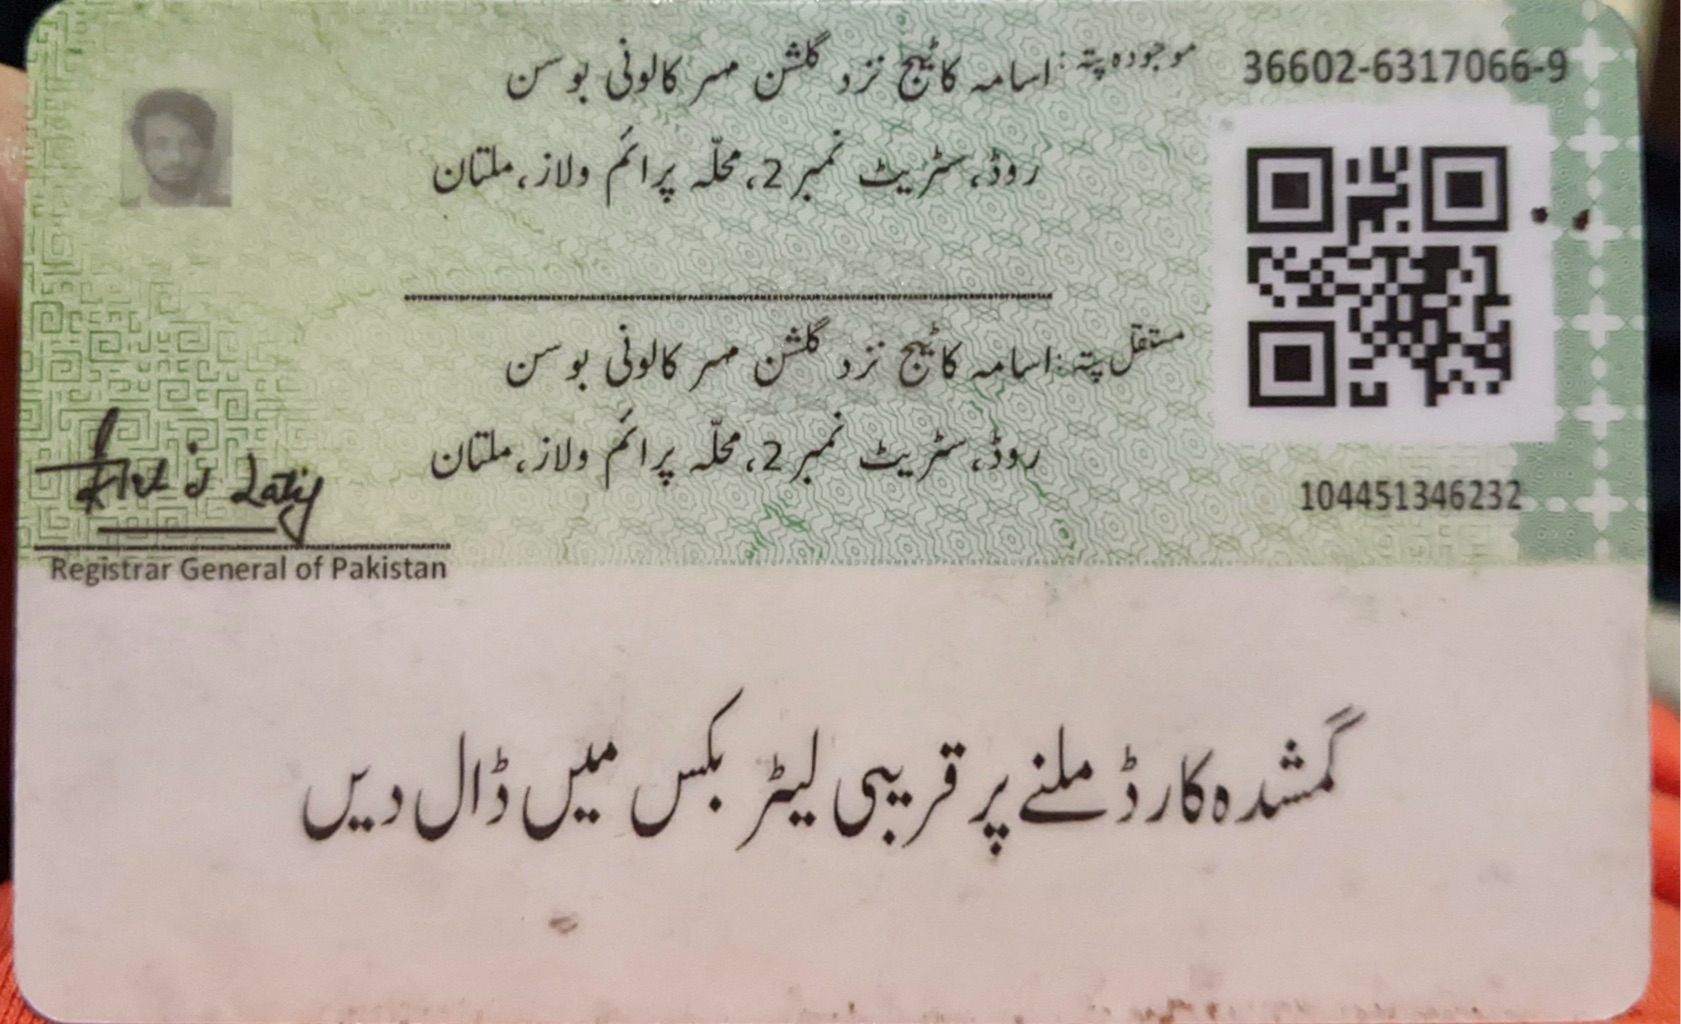 موجودہ پتہ: اسامہ کاٹیج نزد گلشن مہر کالونی بوسن
روڈ، سٹریٹ نمبر 2، محلّہ پرائم ولاز، ملتان
36602-6317066-9
مستقل پتہ: اسامہ کاٹیج نزد گلشن مہر کالونی بوسن
روڈ، سٹریٹ نمبر 2، محلّہ پرائم ولاز، ملتان
104451346232
Registrar General of Pakistan
گمشدہ کارڈ ملنے پر قریبی لیٹر بکس میں ڈال دیں